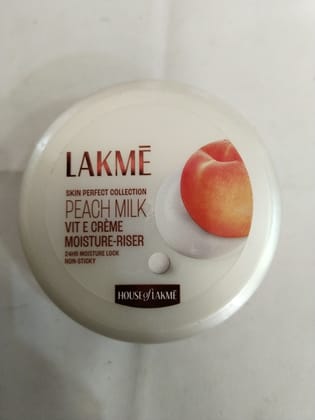 LAKMĒ
SKIN PERFECT COLLECTION
PEACH MILK
VIT E CRÈME
MOISTURE-RISER
24HR MOISTURE LOCK
NON-STICKY
HOUSE of LAKMĒ